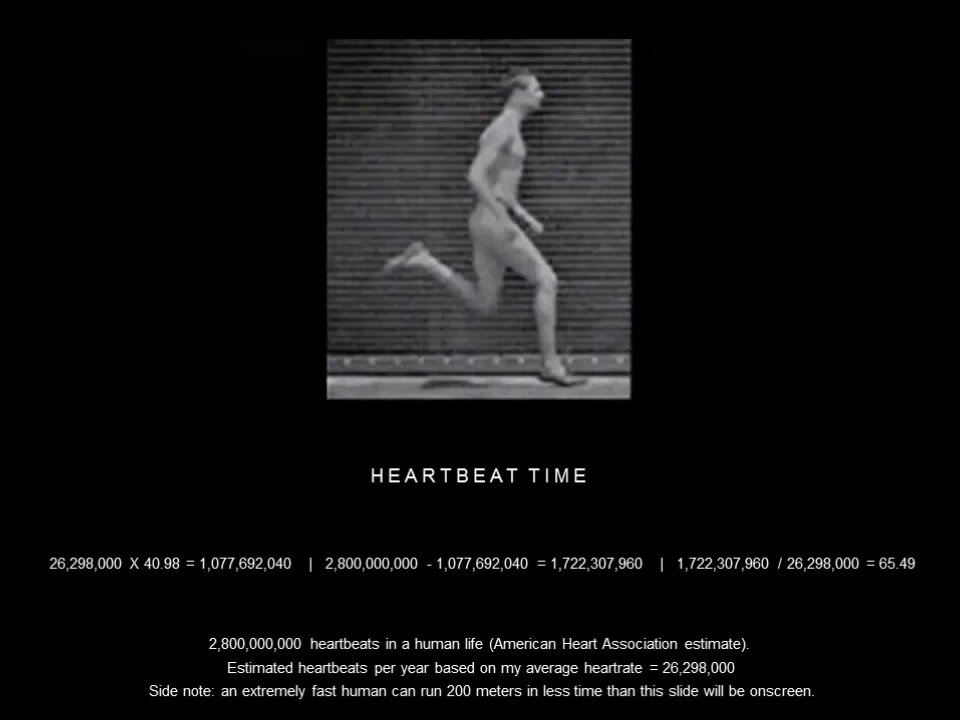 HEARTBEAT TIME
26,298,000 X 40.98 = 1,077,692,040 | 2,800,000,000 - 1,077,692,040 = 1,722,307,960 | 1,722,307,960 / 26,298,000 = 65.49
2,800,000,000 heartbeats in a human life (American Heart Association estimate).
Estimated heartbeats per year based on my average heartrate = 26,298,000
Side note: an extremely fast human can run 200 meters in less time than this slide will be onscreen.